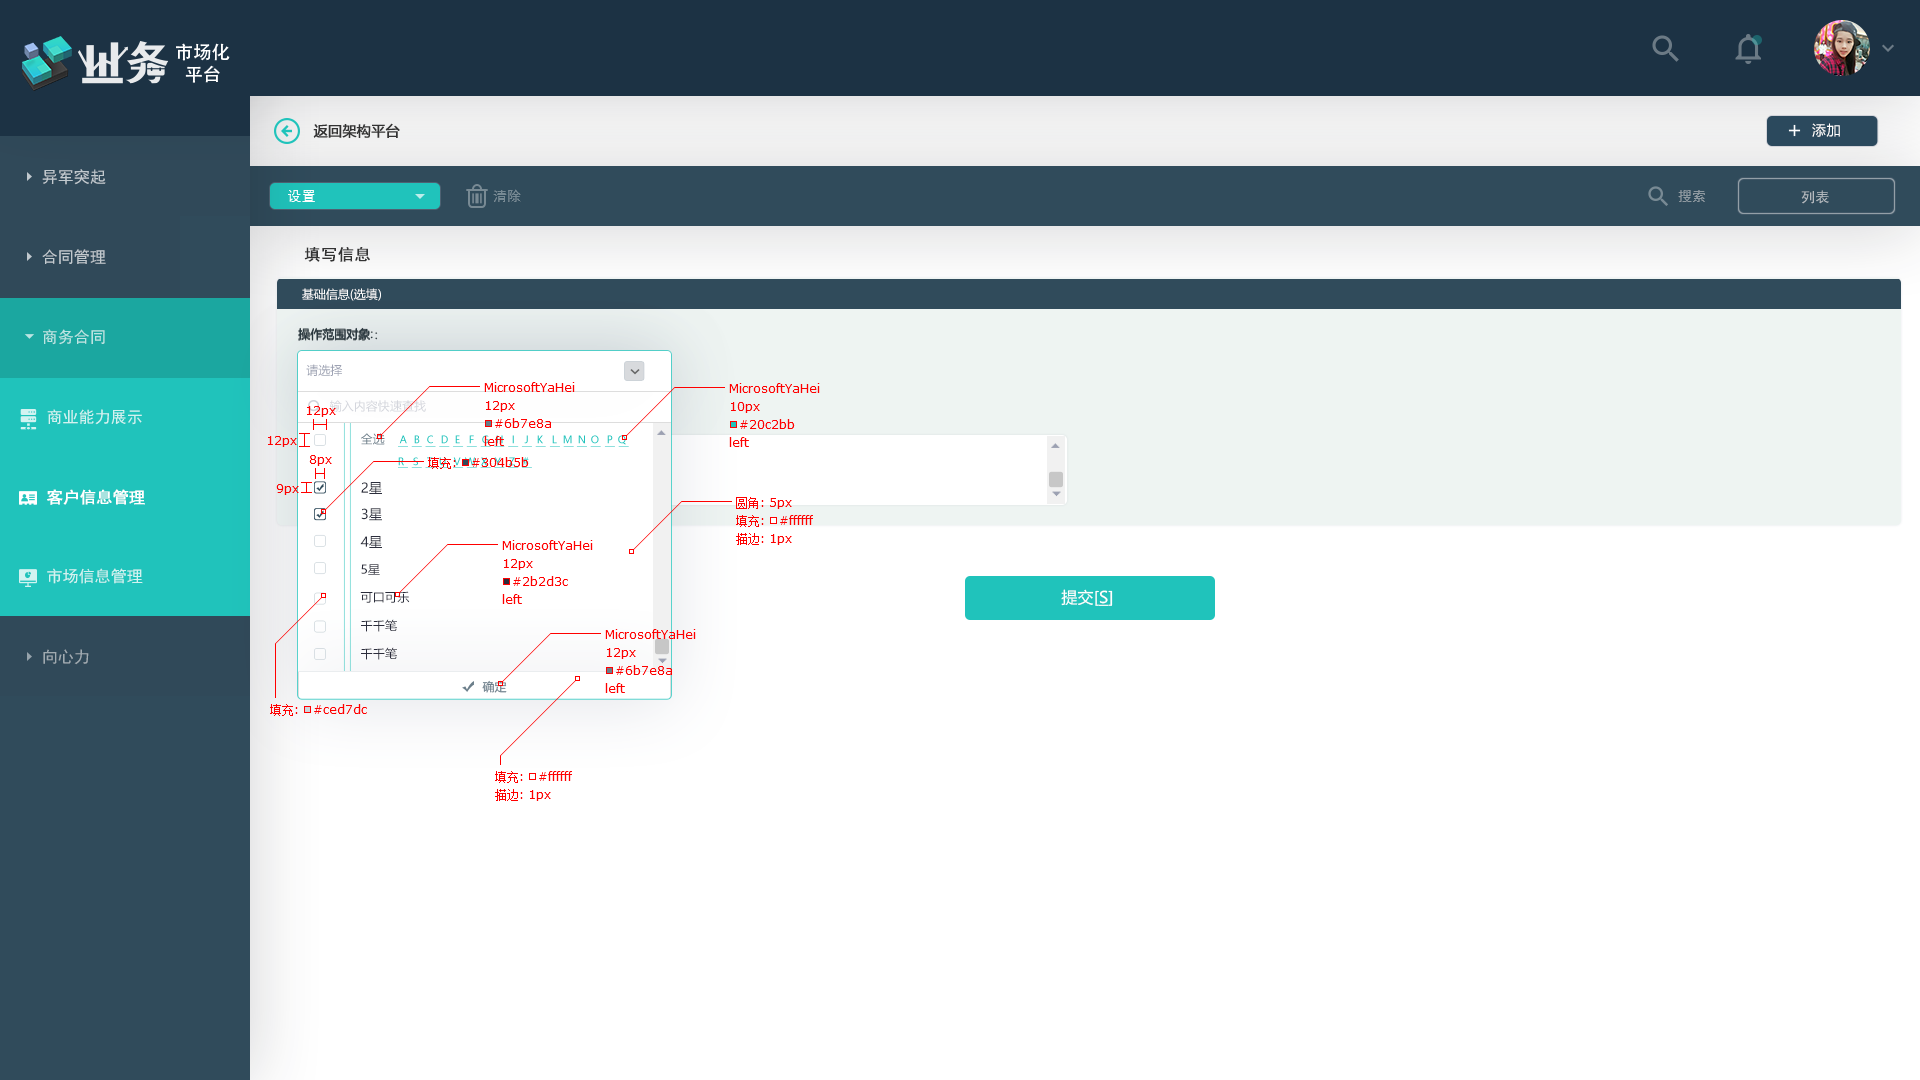 业务 市场化
平台
返回架构平台
添加
异军突起
合同管理
商务合同
商业能力展示
客户信息管理
市场信息管理
向心力
设置
清除
搜索
列表
填写信息
基础信息(选填)
操作范围对象:
请选择
输入内容快速查找
全选 A B C D E F G I J K L M N O P Q
R S
2星
3星
4星
5星
可口可乐
干干笔
干干笔
确定
提交[S]
12px
12px
8px
9px
MicrosoftYaHei
12px
#6b7e8a
left
MicrosoftYaHei
10px
#20c2bb
left
填充: #304b5b
圆角: 5px
填充: #ffffff
描边: 1px
MicrosoftYaHei
12px
#2b2d3c
left
MicrosoftYaHei
12px
#6b7e8a
left
填充: #ced7dc
填充: #ffffff
描边: 1px